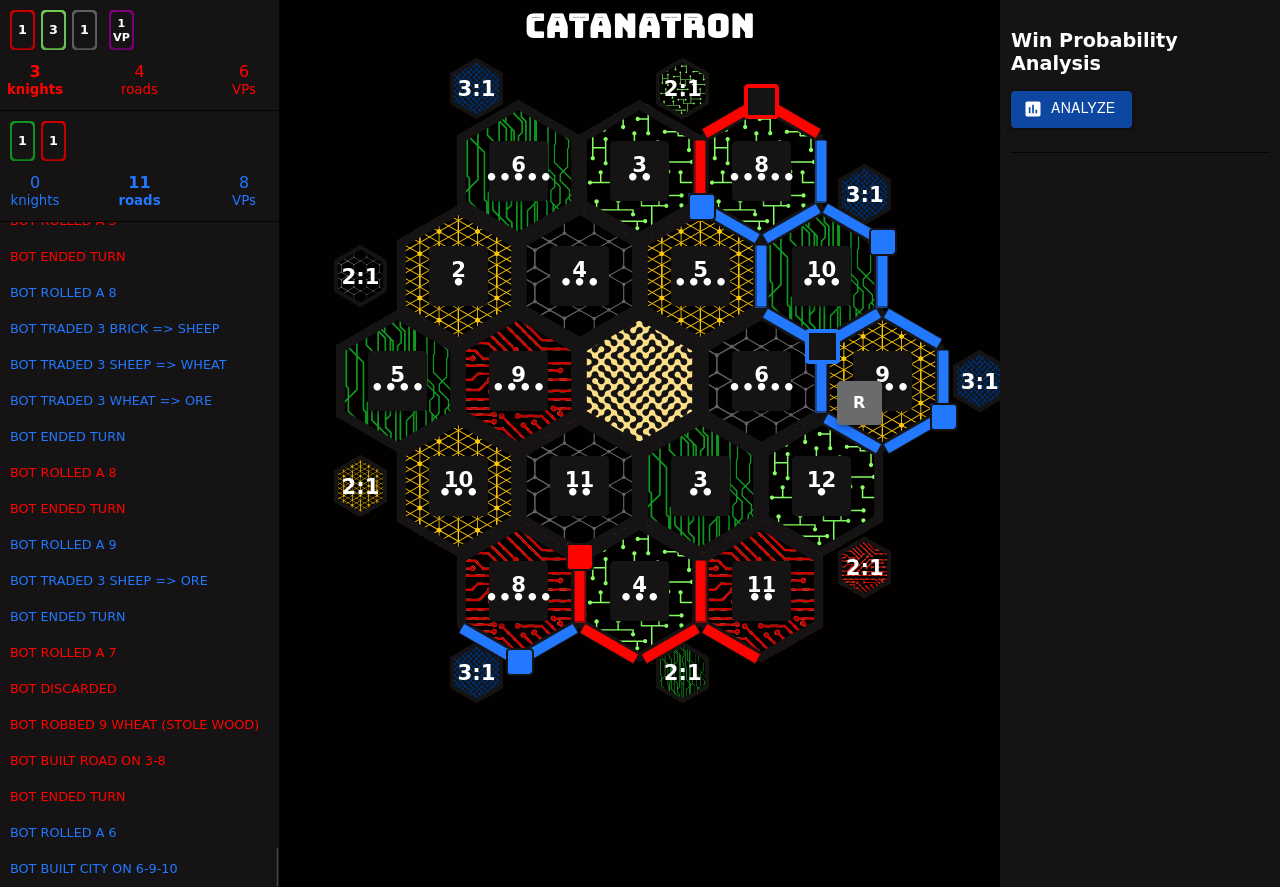 CATANATRON
1 3 1 1 VP
3 knights 4 roads 6 VPs
1 1
0 knights 11 roads 8 VPs
BOT ENDED TURN
BOT ROLLED A 8
BOT TRADED 3 BRICK => SHEEP
BOT TRADED 3 SHEEP => WHEAT
BOT TRADED 3 WHEAT => ORE
BOT ENDED TURN
BOT ROLLED A 8
BOT ENDED TURN
BOT ROLLED A 9
BOT TRADED 3 SHEEP => ORE
BOT ENDED TURN
BOT ROLLED A 7
BOT DISCARDED
BOT ROBBED 9 WHEAT (STOLE WOOD)
BOT BUILT ROAD ON 3-8
BOT ENDED TURN
BOT ROLLED A 6
BOT BUILT CITY ON 6-9-10
3:1 2:1
6 3 8
3:1
2:1 2 4 5 10
5 9 6 9 3:1
R
2:1 10 11 3 12
2:1
8 4 11
3:1 2:1
Win Probability
Analysis
ANALYZE